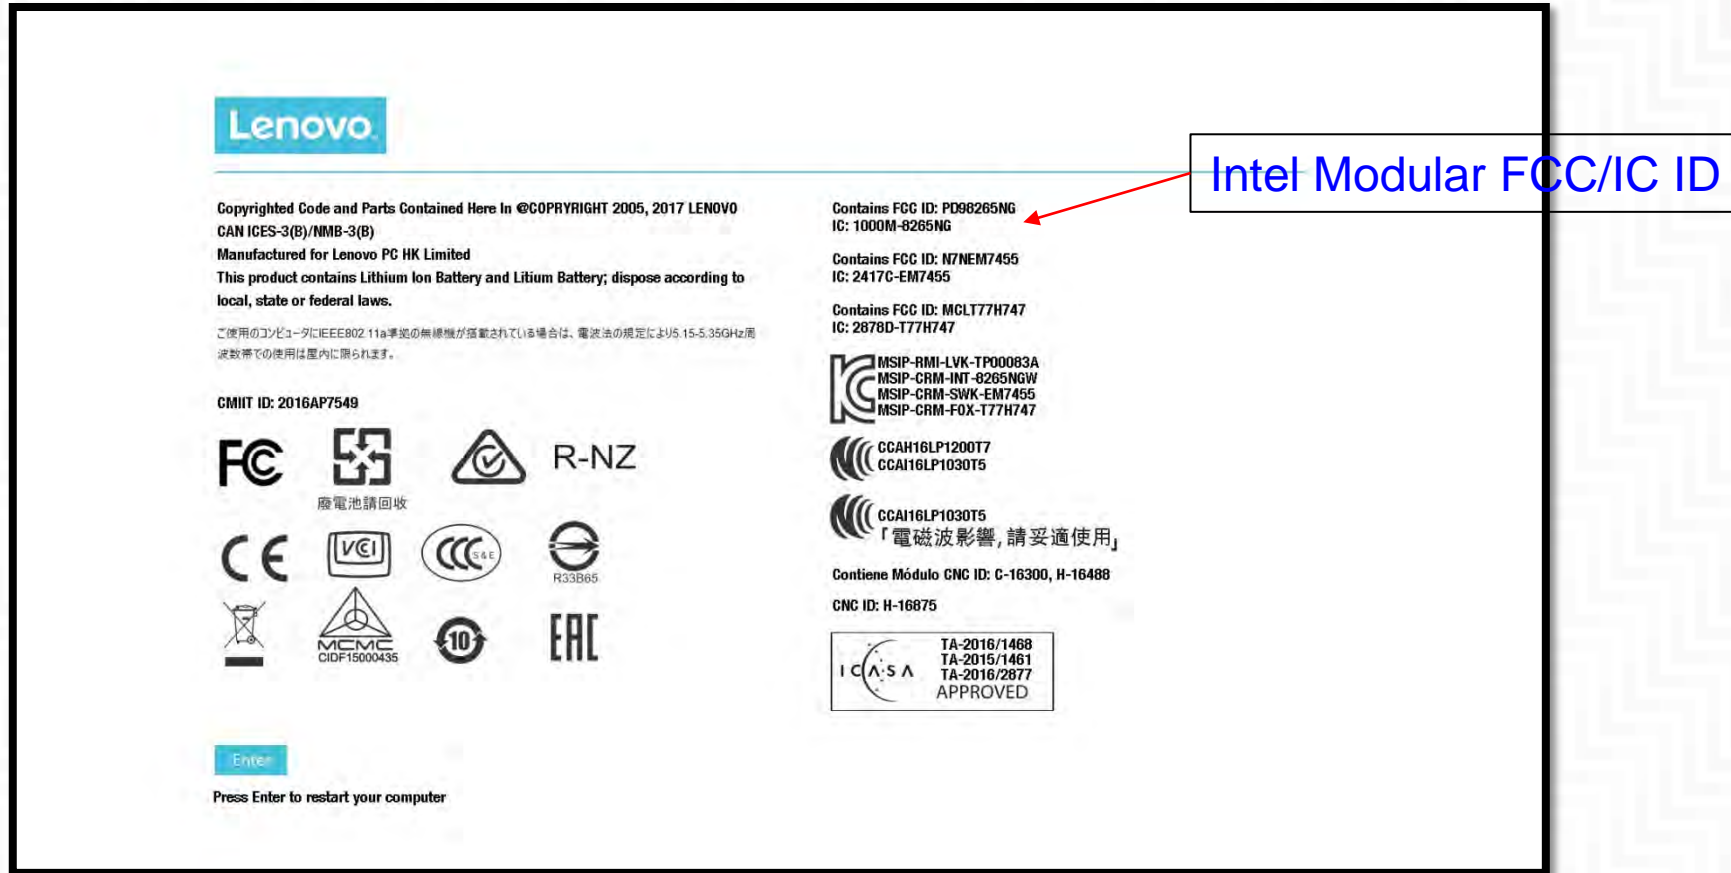 Lenovo
Intel Modular FCC/IC ID
Copyrighted Code and Parts Contained Here In @COPRYRIGHT 2005, 2017 LENOVO
CAN ICES-3(B)/NMB-3(B)
Manufactured for Lenovo PC HK Limited
This product contains Lithium Ion Battery and Litium Battery; dispose according to
local, state or federal laws.
ご使用のコンピュータにIEEE802.11a準拠の無線機が搭載されている場合は、電波法の規定により5.15-5.35GHz周
波数帯での使用は屋内に限られます。
CMIIT ID: 2016AP7549
FC
廢電池請回收
R-NZ
CE
VCI
CCC S&E
R33B65
MCMC
CIDF15000435
10
EAC
Enter
Press Enter to restart your computer
Contains FCC ID: PD98265NG
IC: 1000M-8265NG
Contains FCC ID: N7NEM7455
IC: 2417C-EM7455
Contains FCC ID: MCLT77H747
IC: 2878D-T77H747
MSIP-RMI-LVK-TP00083A
MSIP-CRM-INT-8265NGW
MSIP-CRM-SWK-EM7455
MSIP-CRM-FOX-T77H747
CCAH16LP1200T7
CCAI16LP1030T5
CCAI16LP1030T5
「電磁波影響,請妥適使用」
Contiene Módulo CNC ID: C-16300, H-16488
CNC ID: H-16875
ICASA
TA-2016/1468
TA-2015/1461
TA-2016/2877
APPROVED